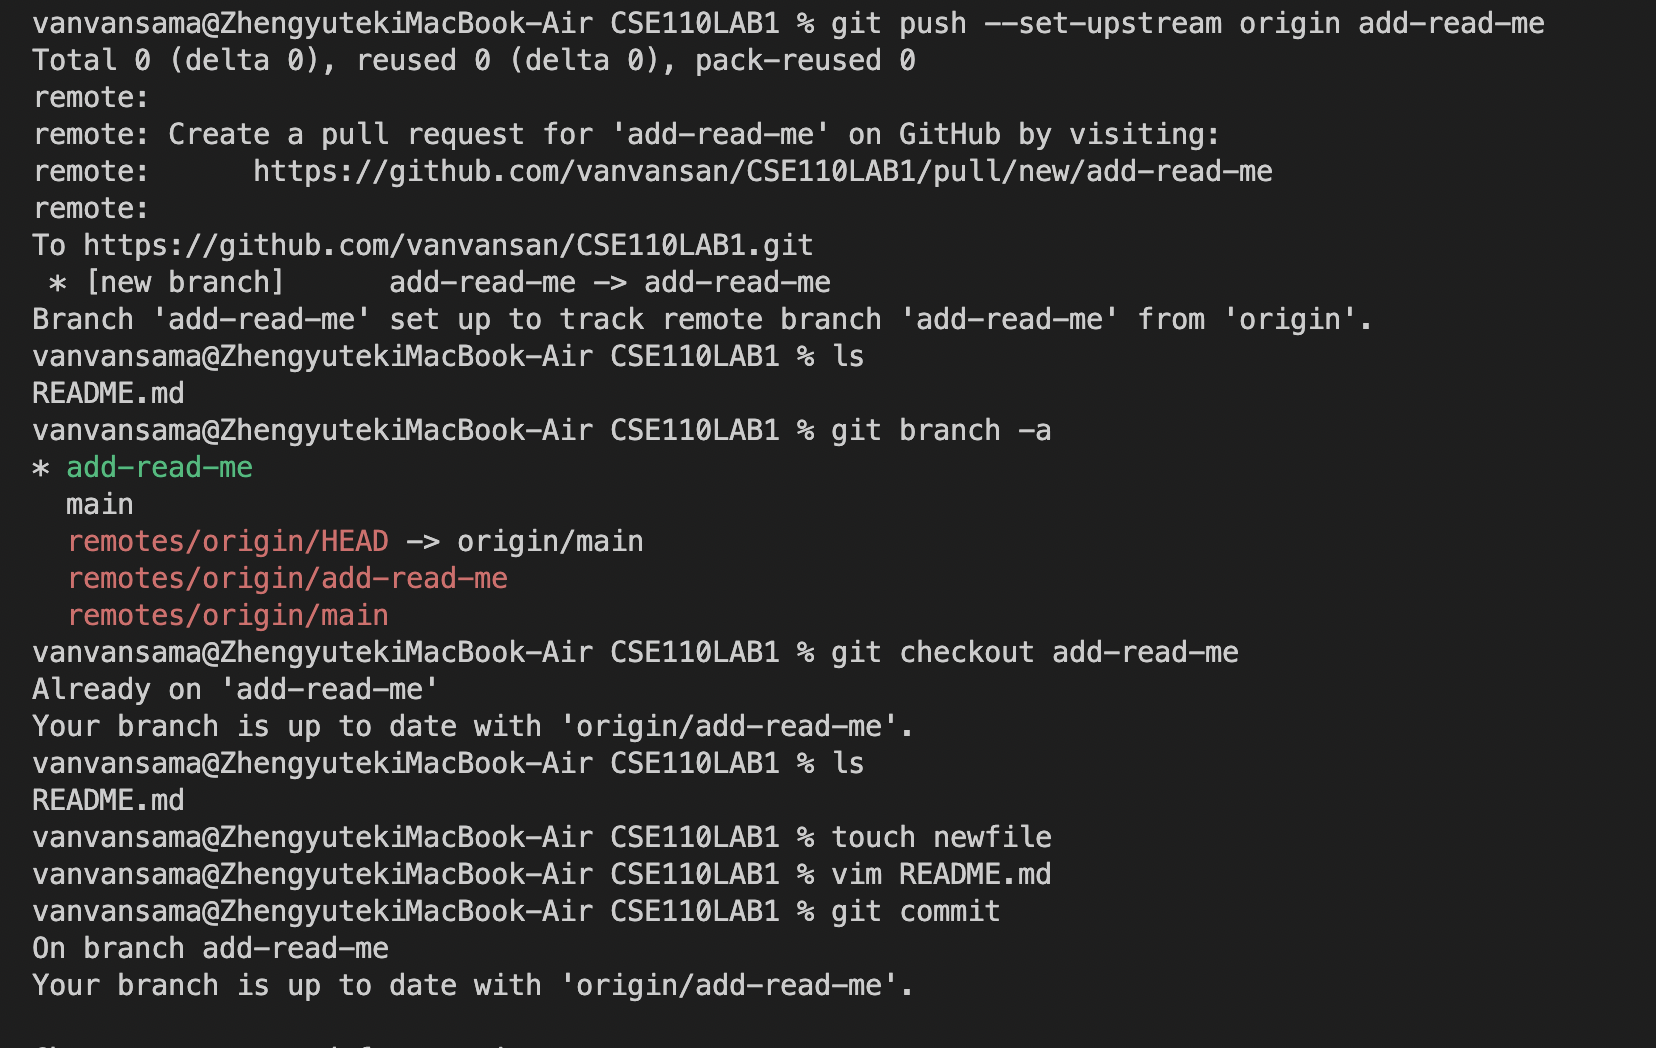 vanvansama@ZhengyutekiMacBook-Air CSE110LAB1 % git push --set-upstream origin add-read-me
Total 0 (delta 0), reused 0 (delta 0), pack-reused 0
remote:
remote: Create a pull request for 'add-read-me' on GitHub by visiting:
remote:      https://github.com/vanvansan/CSE110LAB1/pull/new/add-read-me
remote:
To https://github.com/vanvansan/CSE110LAB1.git
 * [new branch]      add-read-me -> add-read-me
Branch 'add-read-me' set up to track remote branch 'add-read-me' from 'origin'.
vanvansama@ZhengyutekiMacBook-Air CSE110LAB1 % ls
README.md
vanvansama@ZhengyutekiMacBook-Air CSE110LAB1 % git branch -a
* add-read-me
  main
  remotes/origin/HEAD -> origin/main
  remotes/origin/add-read-me
  remotes/origin/main
vanvansama@ZhengyutekiMacBook-Air CSE110LAB1 % git checkout add-read-me
Already on 'add-read-me'
Your branch is up to date with 'origin/add-read-me'.
vanvansama@ZhengyutekiMacBook-Air CSE110LAB1 % ls
README.md
vanvansama@ZhengyutekiMacBook-Air CSE110LAB1 % touch newfile
vanvansama@ZhengyutekiMacBook-Air CSE110LAB1 % vim README.md
vanvansama@ZhengyutekiMacBook-Air CSE110LAB1 % git commit
On branch add-read-me
Your branch is up to date with 'origin/add-read-me'.